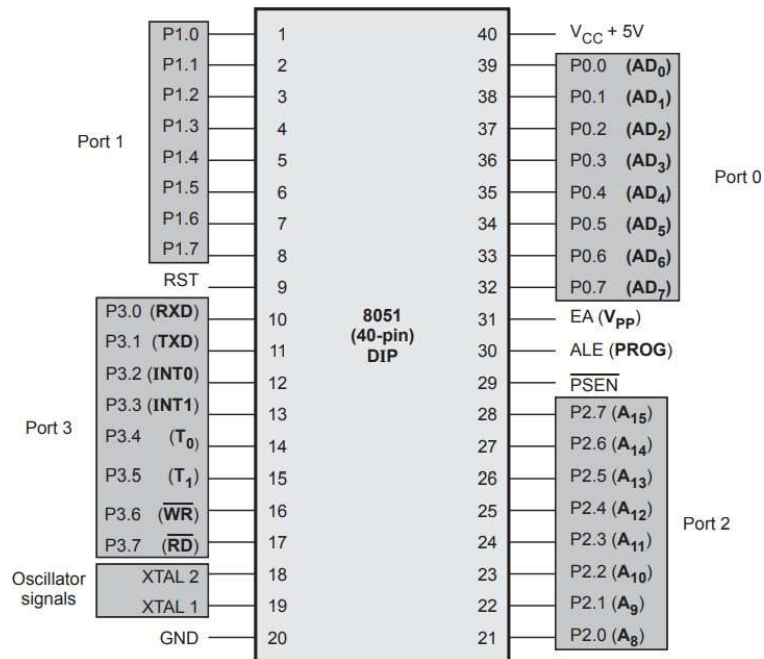 P1.0 1 40 V_CC + 5V
P1.1 2 39 P0.0 (AD_0)
P1.2 3 38 P0.1 (AD_1)
P1.3 4 37 P0.2 (AD_2)
Port 1
P1.4 5 36 P0.3 (AD_3)
Port 0
P1.5 6 35 P0.4 (AD_4)
P1.6 7 34 P0.5 (AD_5)
P1.7 8 33 P0.6 (AD_6)
RST 9 32 P0.7 (AD_7)
P3.0 (RXD) 10 8051 31 EA (V_PP)
(40-pin)
P3.1 (TXD) 11 DIP 30 ALE (PROG)
P3.2 (INT0) 12 29 PSEN
P3.3 (INT1) 13 28 P2.7 (A_15)
Port 3
P3.4 (T_0) 14 27 P2.6 (A_14)
P3.5 (T_1) 15 26 P2.5 (A_13)
P3.6 (WR) 16 25 P2.4 (A_12)
Port 2
P3.7 (RD) 17 24 P2.3 (A_11)
Oscillator
signals
XTAL 2 18 23 P2.2 (A_10)
XTAL 1 19 22 P2.1 (A_9)
GND 20 21 P2.0 (A_8)